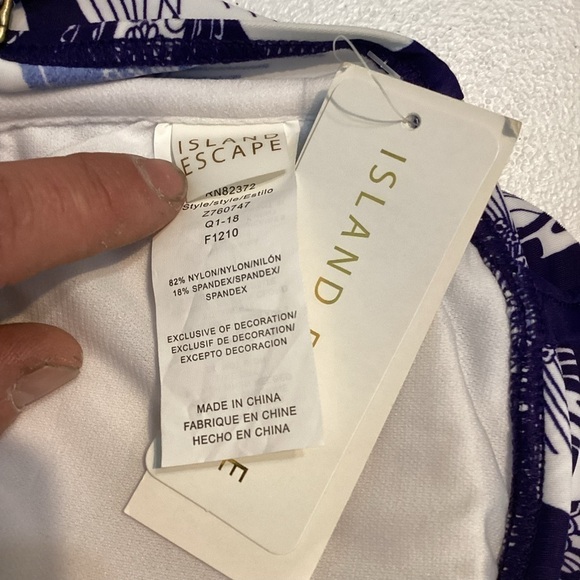 ISLAND
ESCAPE
RN82372
Style/style/Estilo
Z760747
Q1-18
F1210
82% NYLON/NYLON/NILÓN
18% SPANDEX/SPANDEX/
SPANDEX
EXCLUSIVE OF DECORATION/
EXCLUSIF DE DECORATION/
EXCEPTO DECORACION
MADE IN CHINA
FABRIQUE EN CHINE
HECHO EN CHINA
ISLAND E